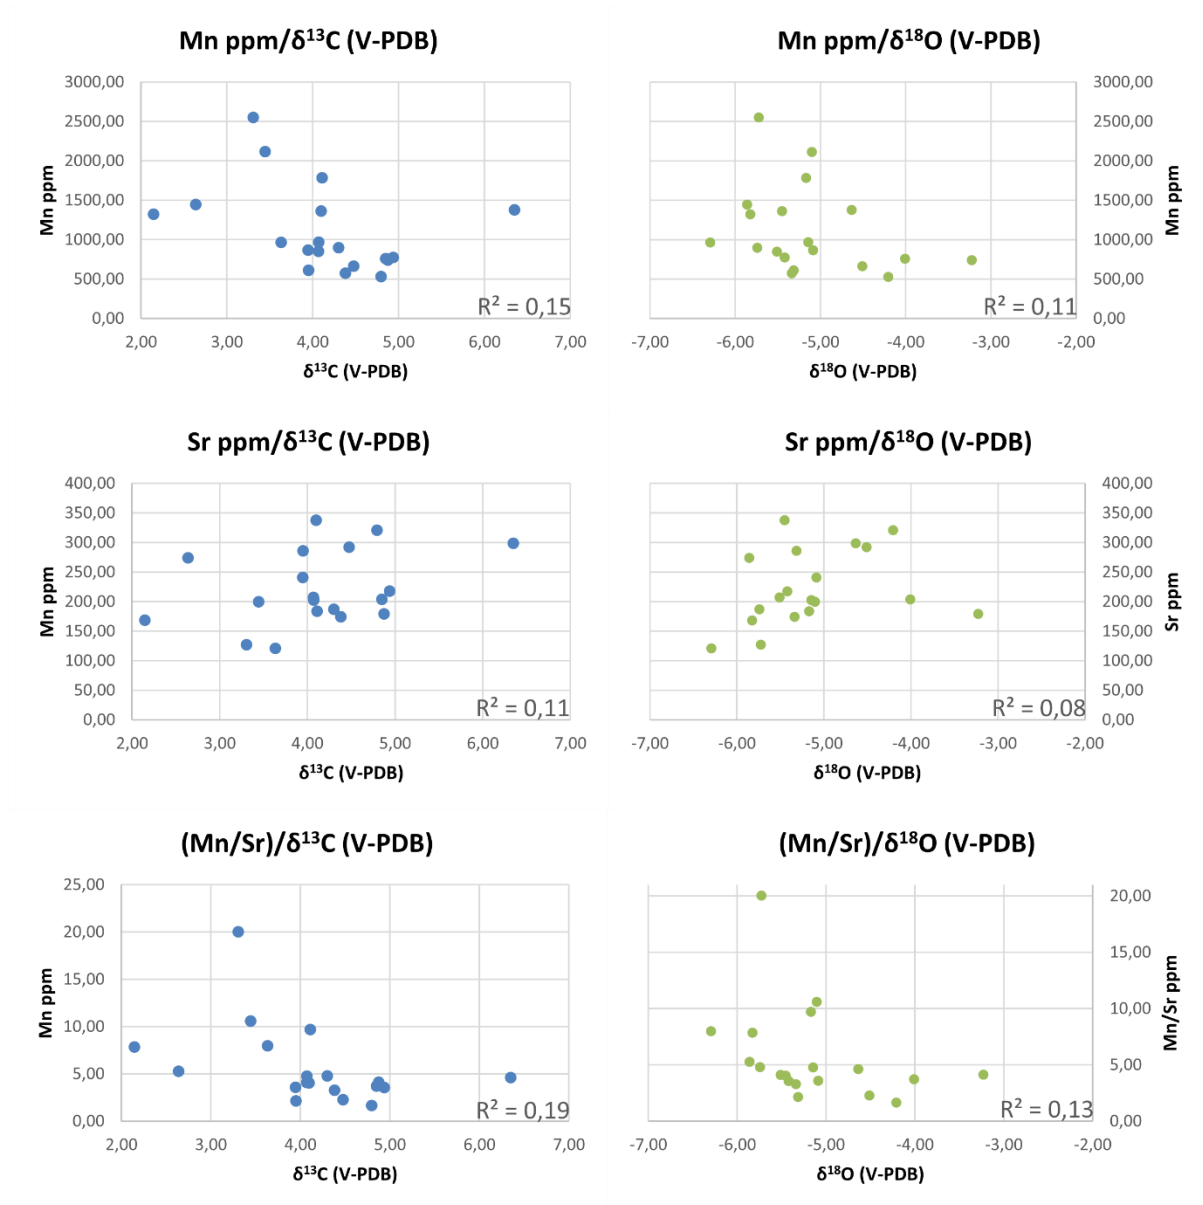 Mn ppm/δ¹³C (V-PDB)
3000,00
2500,00
2000,00
1500,00
1000,00
500,00
0,00
Mn ppm
R² = 0,15
2,00 3,00 4,00 5,00 6,00 7,00
δ¹³C (V-PDB)
Mn ppm/δ¹⁸O (V-PDB)
3000,00
2500,00
2000,00
1500,00
1000,00
500,00
0,00
Mn ppm
R² = 0,11
-7,00 -6,00 -5,00 -4,00 -3,00 -2,00
δ¹⁸O (V-PDB)
Sr ppm/δ¹³C (V-PDB)
400,00
350,00
300,00
250,00
200,00
150,00
100,00
50,00
0,00
Mn ppm
R² = 0,11
2,00 3,00 4,00 5,00 6,00 7,00
δ¹³C (V-PDB)
Sr ppm/δ¹⁸O (V-PDB)
400,00
350,00
300,00
250,00
200,00
150,00
100,00
50,00
0,00
Sr ppm
R² = 0,08
-7,00 -6,00 -5,00 -4,00 -3,00 -2,00
δ¹⁸O (V-PDB)
(Mn/Sr)/δ¹³C (V-PDB)
25,00
20,00
15,00
10,00
5,00
0,00
Mn ppm
R² = 0,19
2,00 3,00 4,00 5,00 6,00 7,00
δ¹³C (V-PDB)
(Mn/Sr)/δ¹⁸O (V-PDB)
20,00
15,00
10,00
5,00
0,00
Mn/Sr ppm
R² = 0,13
-7,00 -6,00 -5,00 -4,00 -3,00 -2,00
δ¹⁸O (V-PDB)